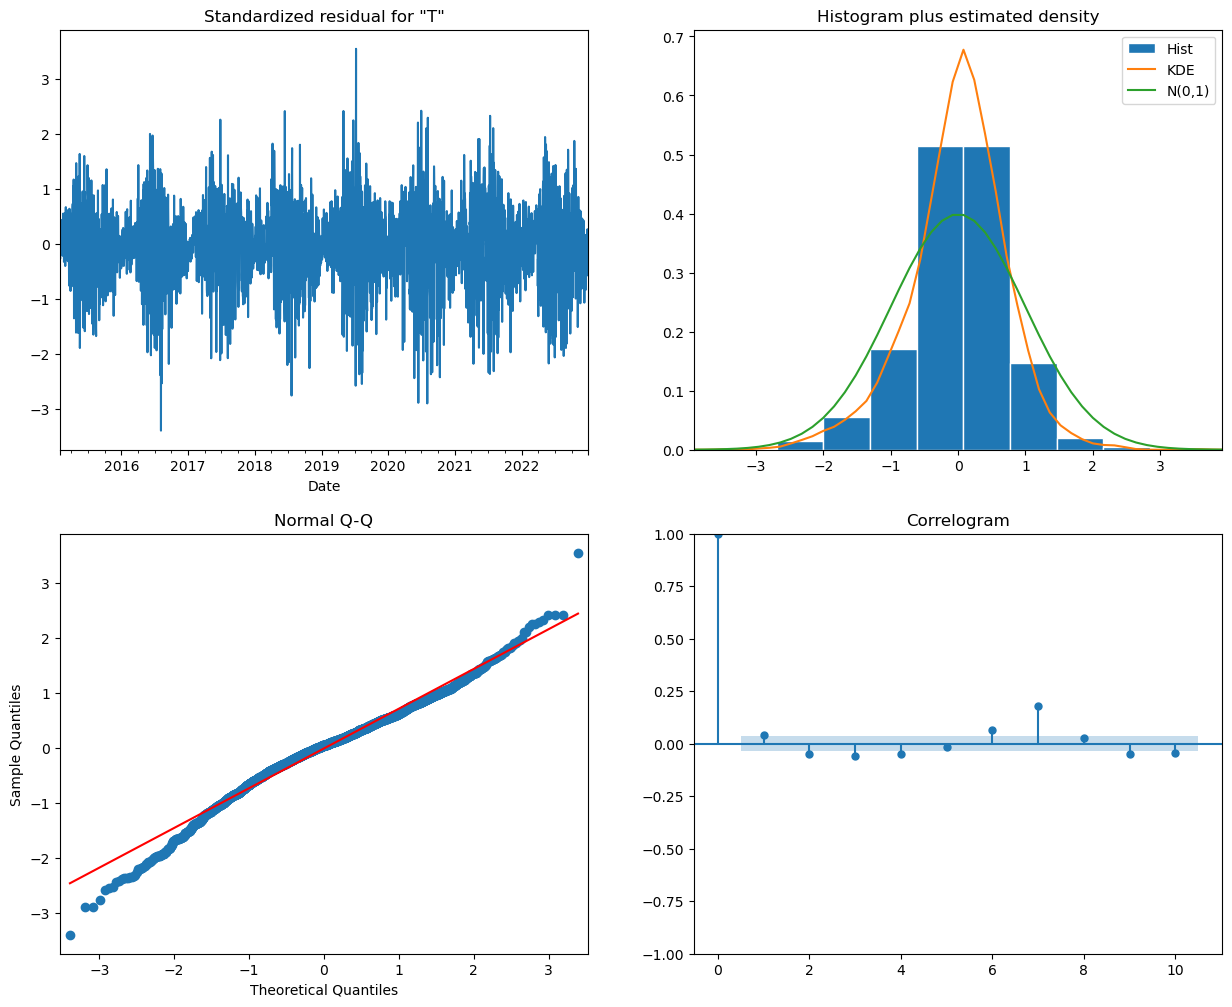 Standardized residual for "T"
3
2
1
0
−1
−2
−3
2016 2017 2018 2019 2020 2021 2022
Date
Histogram plus estimated density
0.7
0.6
0.5
0.4
0.3
0.2
0.1
0.0
Hist
KDE
N(0,1)
−3 −2 −1 0 1 2 3
Normal Q-Q
Sample Quantiles
3
2
1
0
−1
−2
−3
−3 −2 −1 0 1 2 3
Theoretical Quantiles
Correlogram
1.00
0.75
0.50
0.25
0.00
−0.25
−0.50
−0.75
−1.00
0 2 4 6 8 10